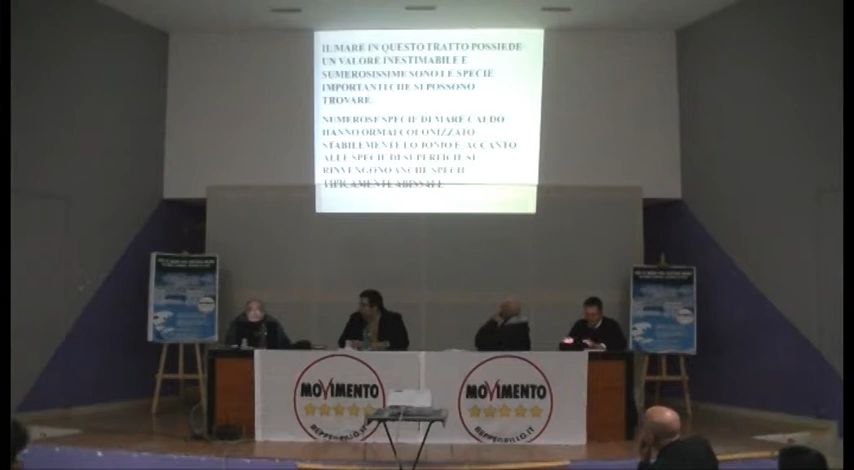 IL MARE IN QUESTO TRATTO POSSIEDE
UN VALORE INESTIMABILE E
SUMEROSISSIME SONO LE SPECIE
IMPORTANTI CHE SI POSSONO
TROVARE
NUMEROSE SPECIE DI MARE CALDO
HANNO ORMAI COLONIZZATO
STABILMENTE LO IONIO E, ACCANTO
ALLE SPECIE DI SUPERFICIE SI
RINVENGONO ANCHE SPECIE
TIPICAMENTE ABISSALE
MOVIMENTO
BEPPEGRILLO.IT
MOVIMENTO
BEPPEGRILLO.IT